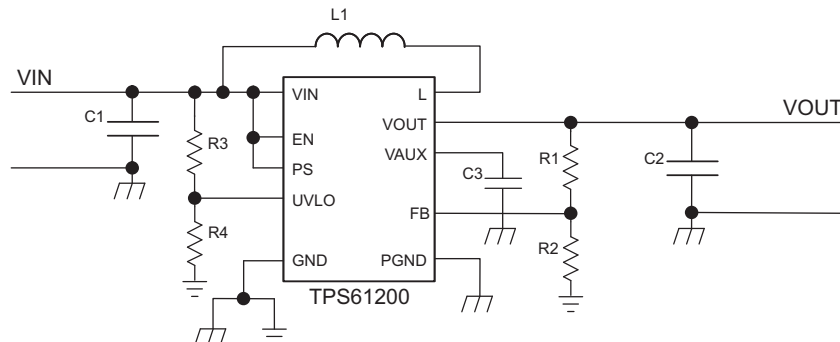 L1
VIN
VIN
L
C1
VOUT
VOUT
R3
EN
VAUX
R1
C2
PS
C3
UVLO
FB
R4
R2
GND
PGND
TPS61200